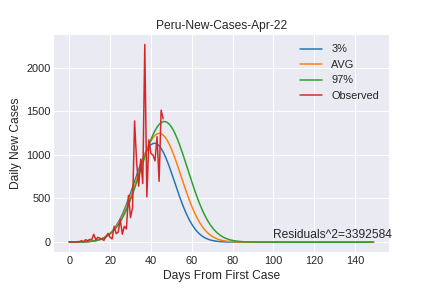 Peru-New-Cases-Apr-22
3%
AVG
97%
Observed
Daily New Cases
2000
1500
1000
500
0
Residuals^2=3392584
0 20 40 60 80 100 120 140
Days From First Case